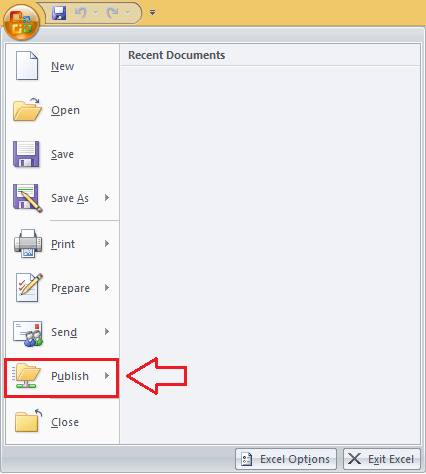 Recent Documents
New
Open
Save
Save As
Print
Prepare
Send
Publish
Close
Excel Options
Exit Excel